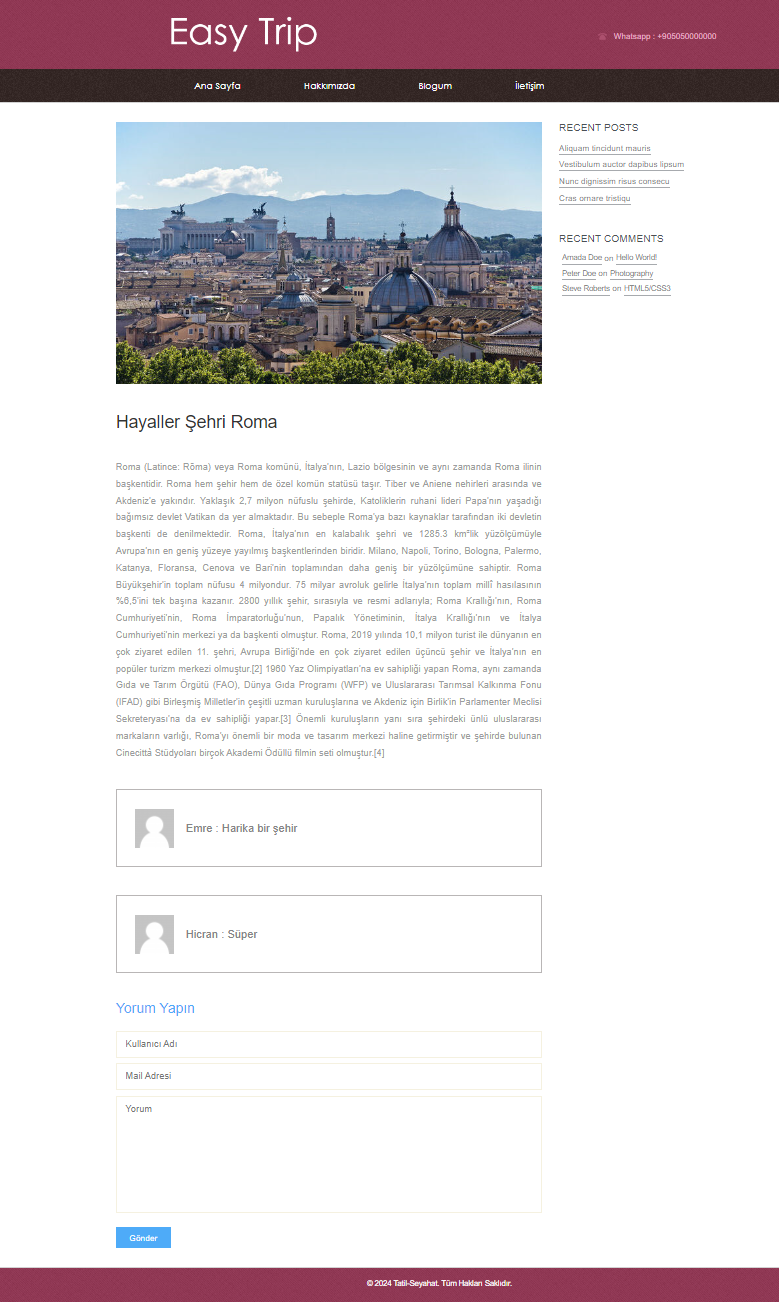 Easy Trip
Whatsapp : +905050000000
Ana Sayfa
Hakkımızda
Blogum
İletişim
RECENT POSTS
Aliquam tincidunt mauris
Vestibulum auctor dapibus lipsum
Nunc dignissim risus consecu
Cras ornare tristiqu
RECENT COMMENTS
Amada Doe on Hello World!
Peter Doe on Photography
Steve Roberts on HTML5/CSS3
Hayaller Şehri Roma
Roma (Latince: Rōma) veya Roma komünü, İtalya'nın, Lazio bölgesinin ve aynı zamanda Roma ilinin
başkentidir. Roma hem şehir hem de özel komün statüsü taşır. Tiber ve Aniene nehirleri arasında ve
Akdeniz'e yakındır. Yaklaşık 2,7 milyon nüfuslu şehirde, Katoliklerin ruhani lideri Papa'nın yaşadığı
bağımsız devlet Vatikan da yer almaktadır. Bu sebeple Roma'ya bazı kaynaklar tarafından iki devletin
başkenti de denilmektedir. Roma, İtalya'nın en kalabalık şehri ve 1285.3 km²lik yüzölçümüyle
Avrupa'nın en geniş yüzeye yayılmış başkentlerinden biridir. Milano, Napoli, Torino, Bologna, Palermo,
Katanya, Floransa, Cenova ve Bari'nin toplamından daha geniş bir yüzölçümüne sahiptir. Roma
Büyükşehir'in toplam nüfusu 4 milyondur. 75 milyar avroluk gelirle İtalya'nın toplam millî hasılasının
%6,5'ini tek başına kazanır. 2800 yıllık şehir, sırasıyla ve resmi adlarıyla; Roma Krallığı'nın, Roma
Cumhuriyeti'nin, Roma İmparatorluğu'nun, Papalık Yönetiminin, İtalya Krallığı'nın ve İtalya
Cumhuriyeti'nin merkezi ya da başkenti olmuştur. Roma, 2019 yılında 10,1 milyon turist ile dünyanın en
çok ziyaret edilen 11. şehri, Avrupa Birliği'nde en çok ziyaret edilen üçüncü şehir ve İtalya'nın en
popüler turizm merkezi olmuştur.[2] 1960 Yaz Olimpiyatları'na ev sahipliği yapan Roma, aynı zamanda
Gıda ve Tarım Örgütü (FAO), Dünya Gıda Programı (WFP) ve Uluslararası Tarımsal Kalkınma Fonu
(IFAD) gibi Birleşmiş Milletler'in çeşitli uzman kuruluşlarına ve Akdeniz için Birlik'in Parlamenter Meclisi
Sekreteryası'na da ev sahipliği yapar.[3] Önemli kuruluşların yanı sıra şehirdeki ünlü uluslararası
markaların varlığı, Roma'yı önemli bir moda ve tasarım merkezi haline getirmiştir ve şehirde bulunan
Cinecittà Stüdyoları birçok Akademi Ödüllü filmin seti olmuştur.[4]
Emre : Harika bir şehir
Hicran : Süper
Yorum Yapın
Kullanıcı Adı
Mail Adresi
Yorum
Gönder
© 2024 Tatil-Seyahat. Tüm Hakları Saklıdır.